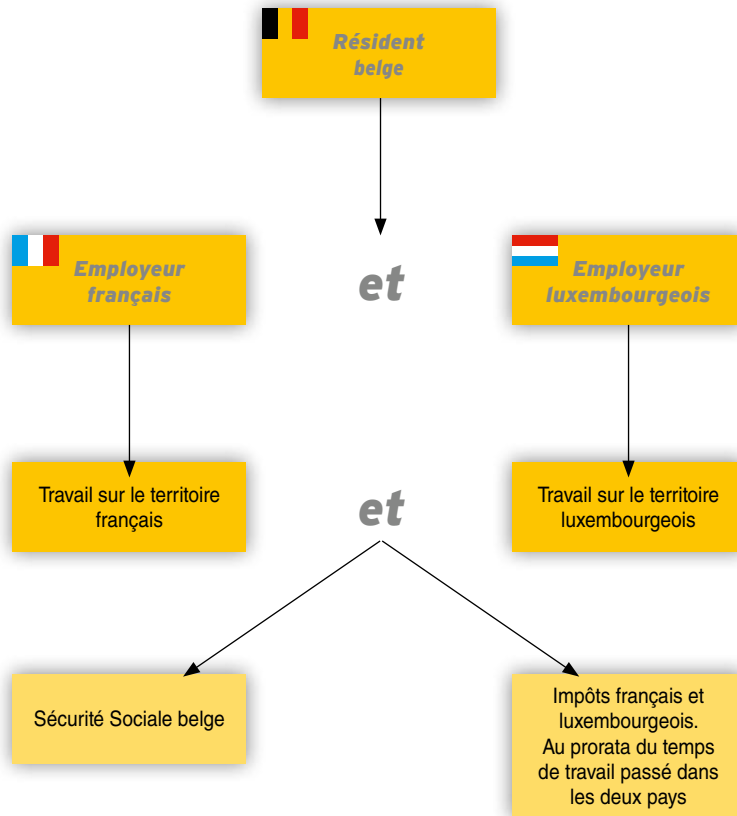 Résident
belge
Employeur
français
et
Employeur
luxembourgeois
Travail sur le territoire
français
et
Travail sur le territoire
luxembourgeois
Sécurité Sociale belge
Impôts français et
luxembourgeois.
Au prorata du temps
de travail passé dans
les deux pays